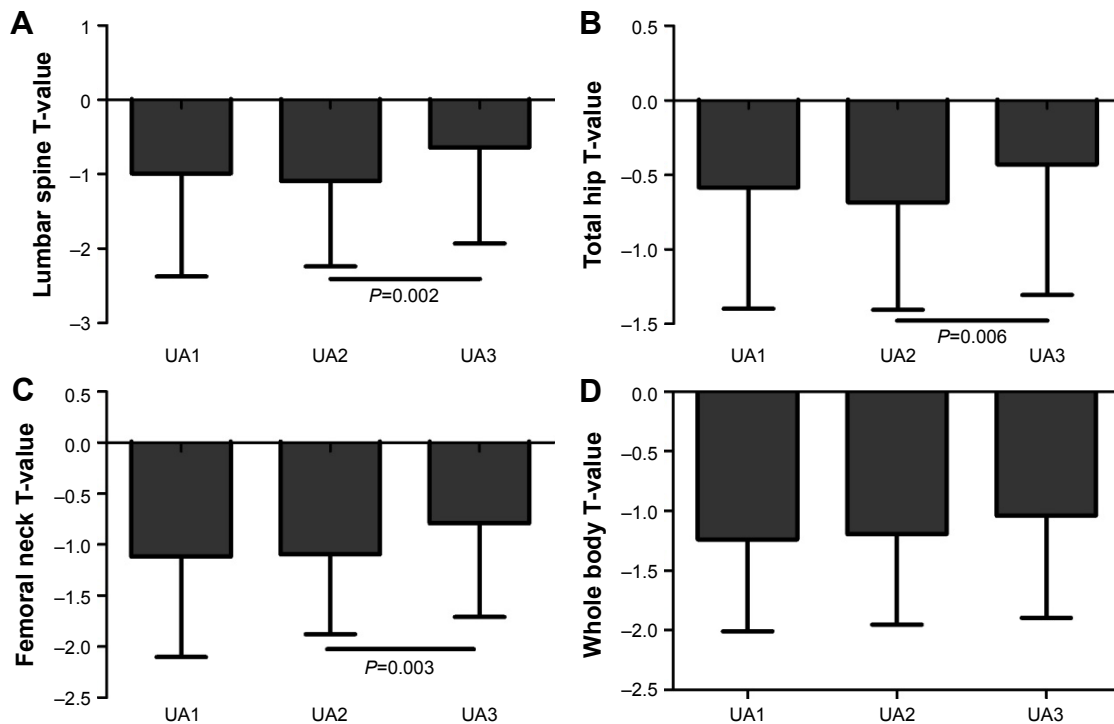 A
Lumbar spine T-value
1
0
–1
–2
–3
P=0.002
UA1 UA2 UA3
B
Total hip T-value
0.5
0.0
–0.5
–1.0
–1.5
P=0.006
UA1 UA2 UA3
C
Femoral neck T-value
0.5
0.0
–0.5
–1.0
–1.5
–2.0
–2.5
P=0.003
UA1 UA2 UA3
D
Whole body T-value
0.0
–0.5
–1.0
–1.5
–2.0
–2.5
UA1 UA2 UA3